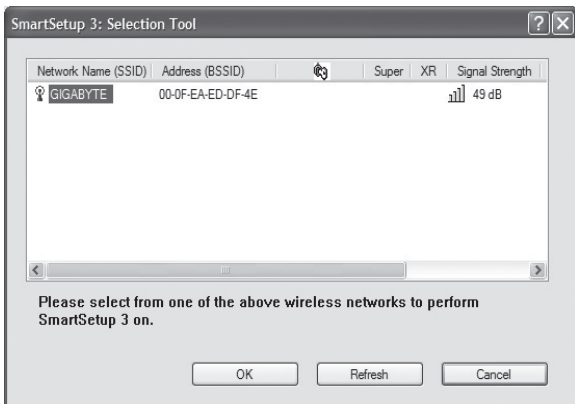 SmartSetup 3: Selection Tool
Network Name (SSID) Address (BSSID) Super XR Signal Strength
GIGABYTE 00-0F-EA-ED-DF-4E 49 dB
Please select from one of the above wireless networks to perform
SmartSetup 3 on.
OK Refresh Cancel